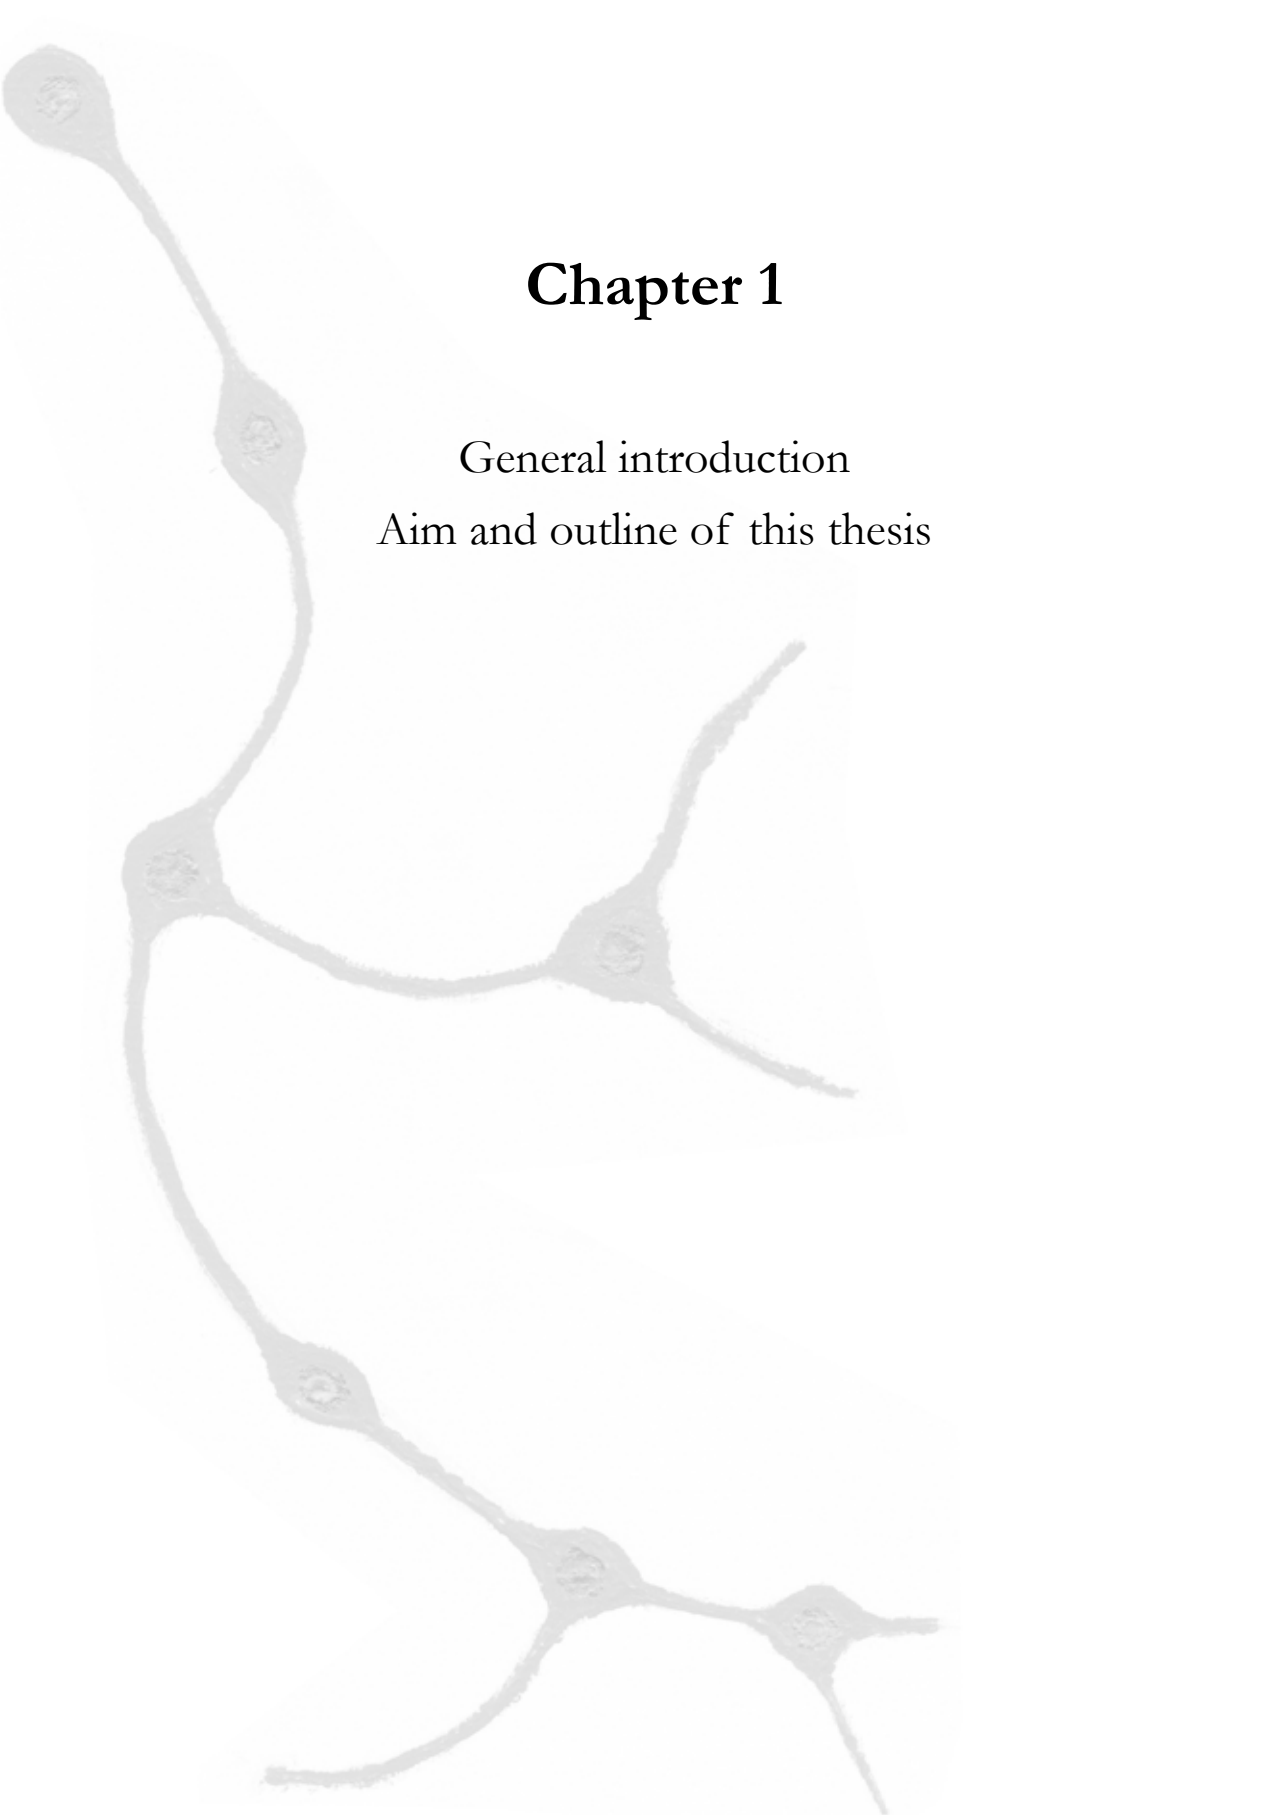 Chapter 1
General introduction
Aim and outline of this thesis